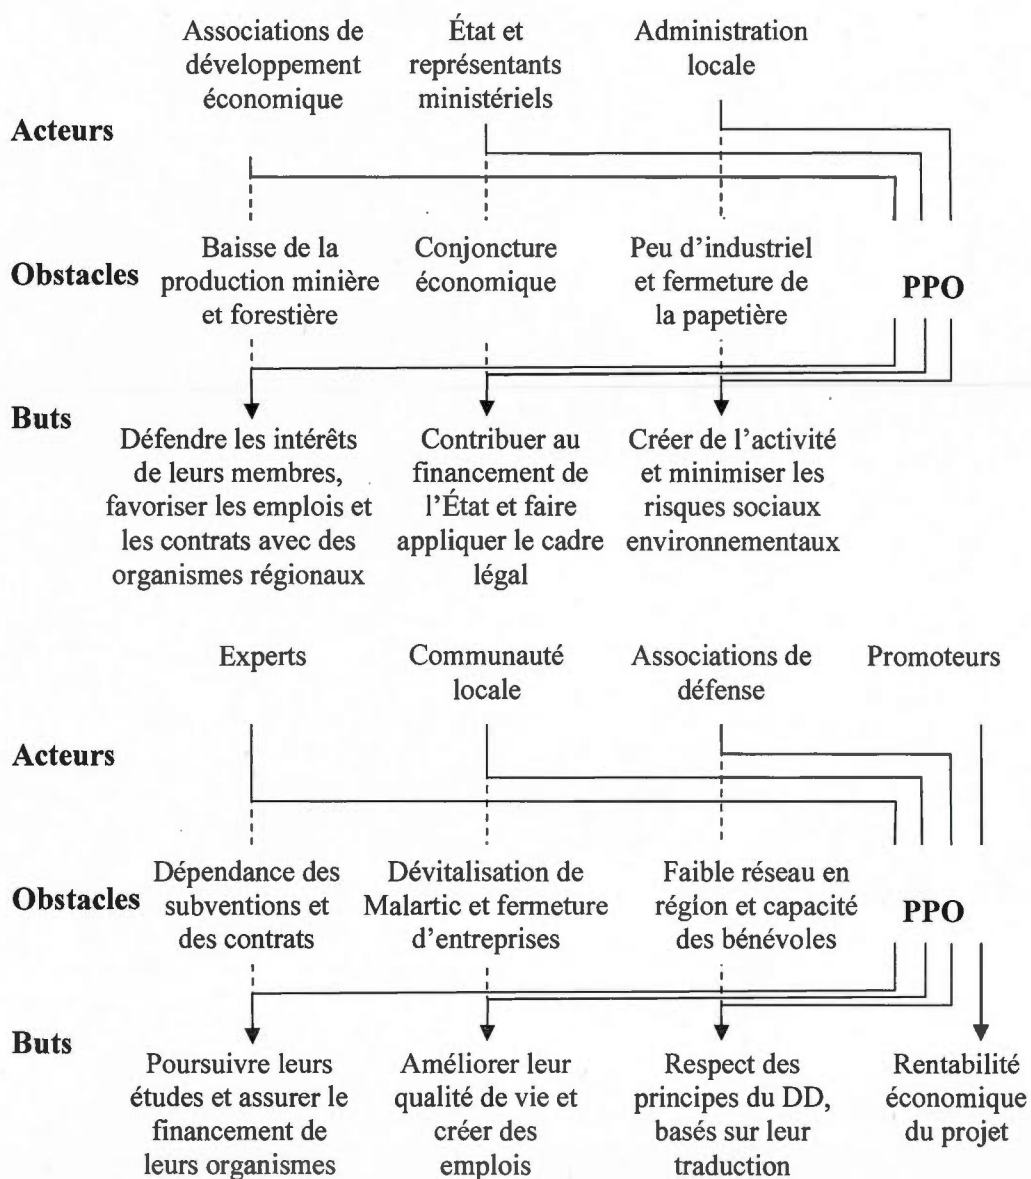 Associations de
développement
économique
État et
représentants
ministériels
Administration
locale
Acteurs
Obstacles
Baisse de la
production minière
et forestière
Conjoncture
économique
Peu d'industriel
et fermeture de
la papetière
PPO
Buts
Défendre les intérêts
de leurs membres,
favoriser les emplois et
les contrats avec des
organismes régionaux
Contribuer au
financement de
l'État et faire
appliquer le cadre
légal
Créer de l'activité
et minimiser les
risques sociaux
environnementaux
Experts
Communauté
locale
Associations de
défense
Promoteurs
Acteurs
Obstacles
Dépendance des
subventions et
des contrats
Dévitalisation de
Malartic et fermeture
d'entreprises
Faible réseau en
région et capacité
des bénévoles
PPO
Buts
Poursuivre leurs
études et assurer le
financement de
leurs organismes
Améliorer leur
qualité de vie et
créer des
emplois
Respect des
principes du DD,
basés sur leur
traduction
Rentabilité
économique
du projet